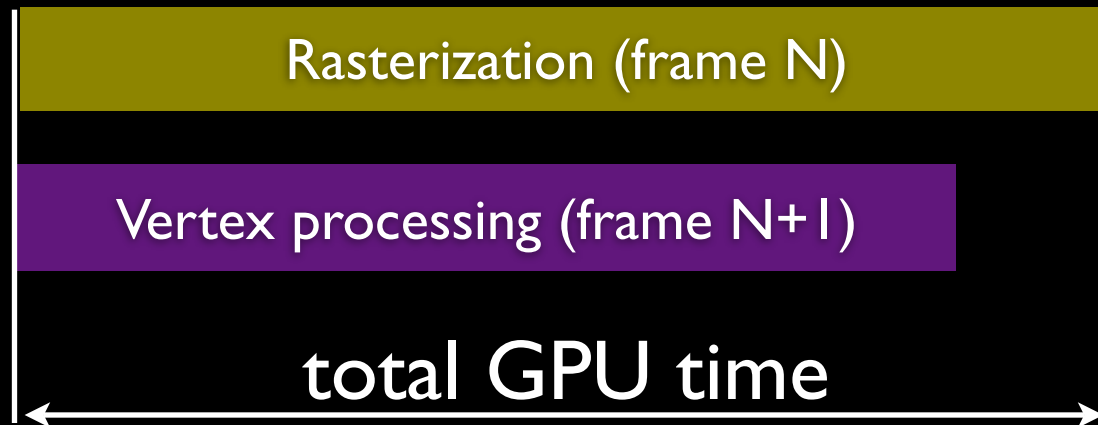 Rasterization (frame N)
Vertex processing (frame N+1)
total GPU time